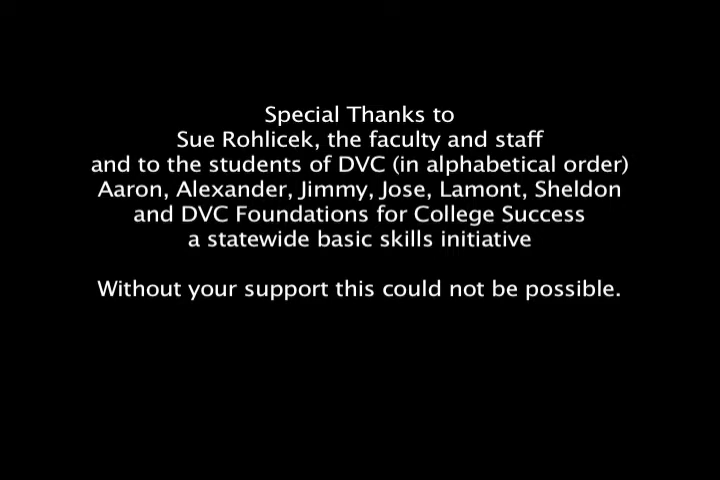 Special Thanks to
Sue Rohlicek, the faculty and staff
and to the students of DVC (in alphabetical order)
Aaron, Alexander, Jimmy, Jose, Lamont, Sheldon
and DVC Foundations for College Success
a statewide basic skills initiative
Without your support this could not be possible.